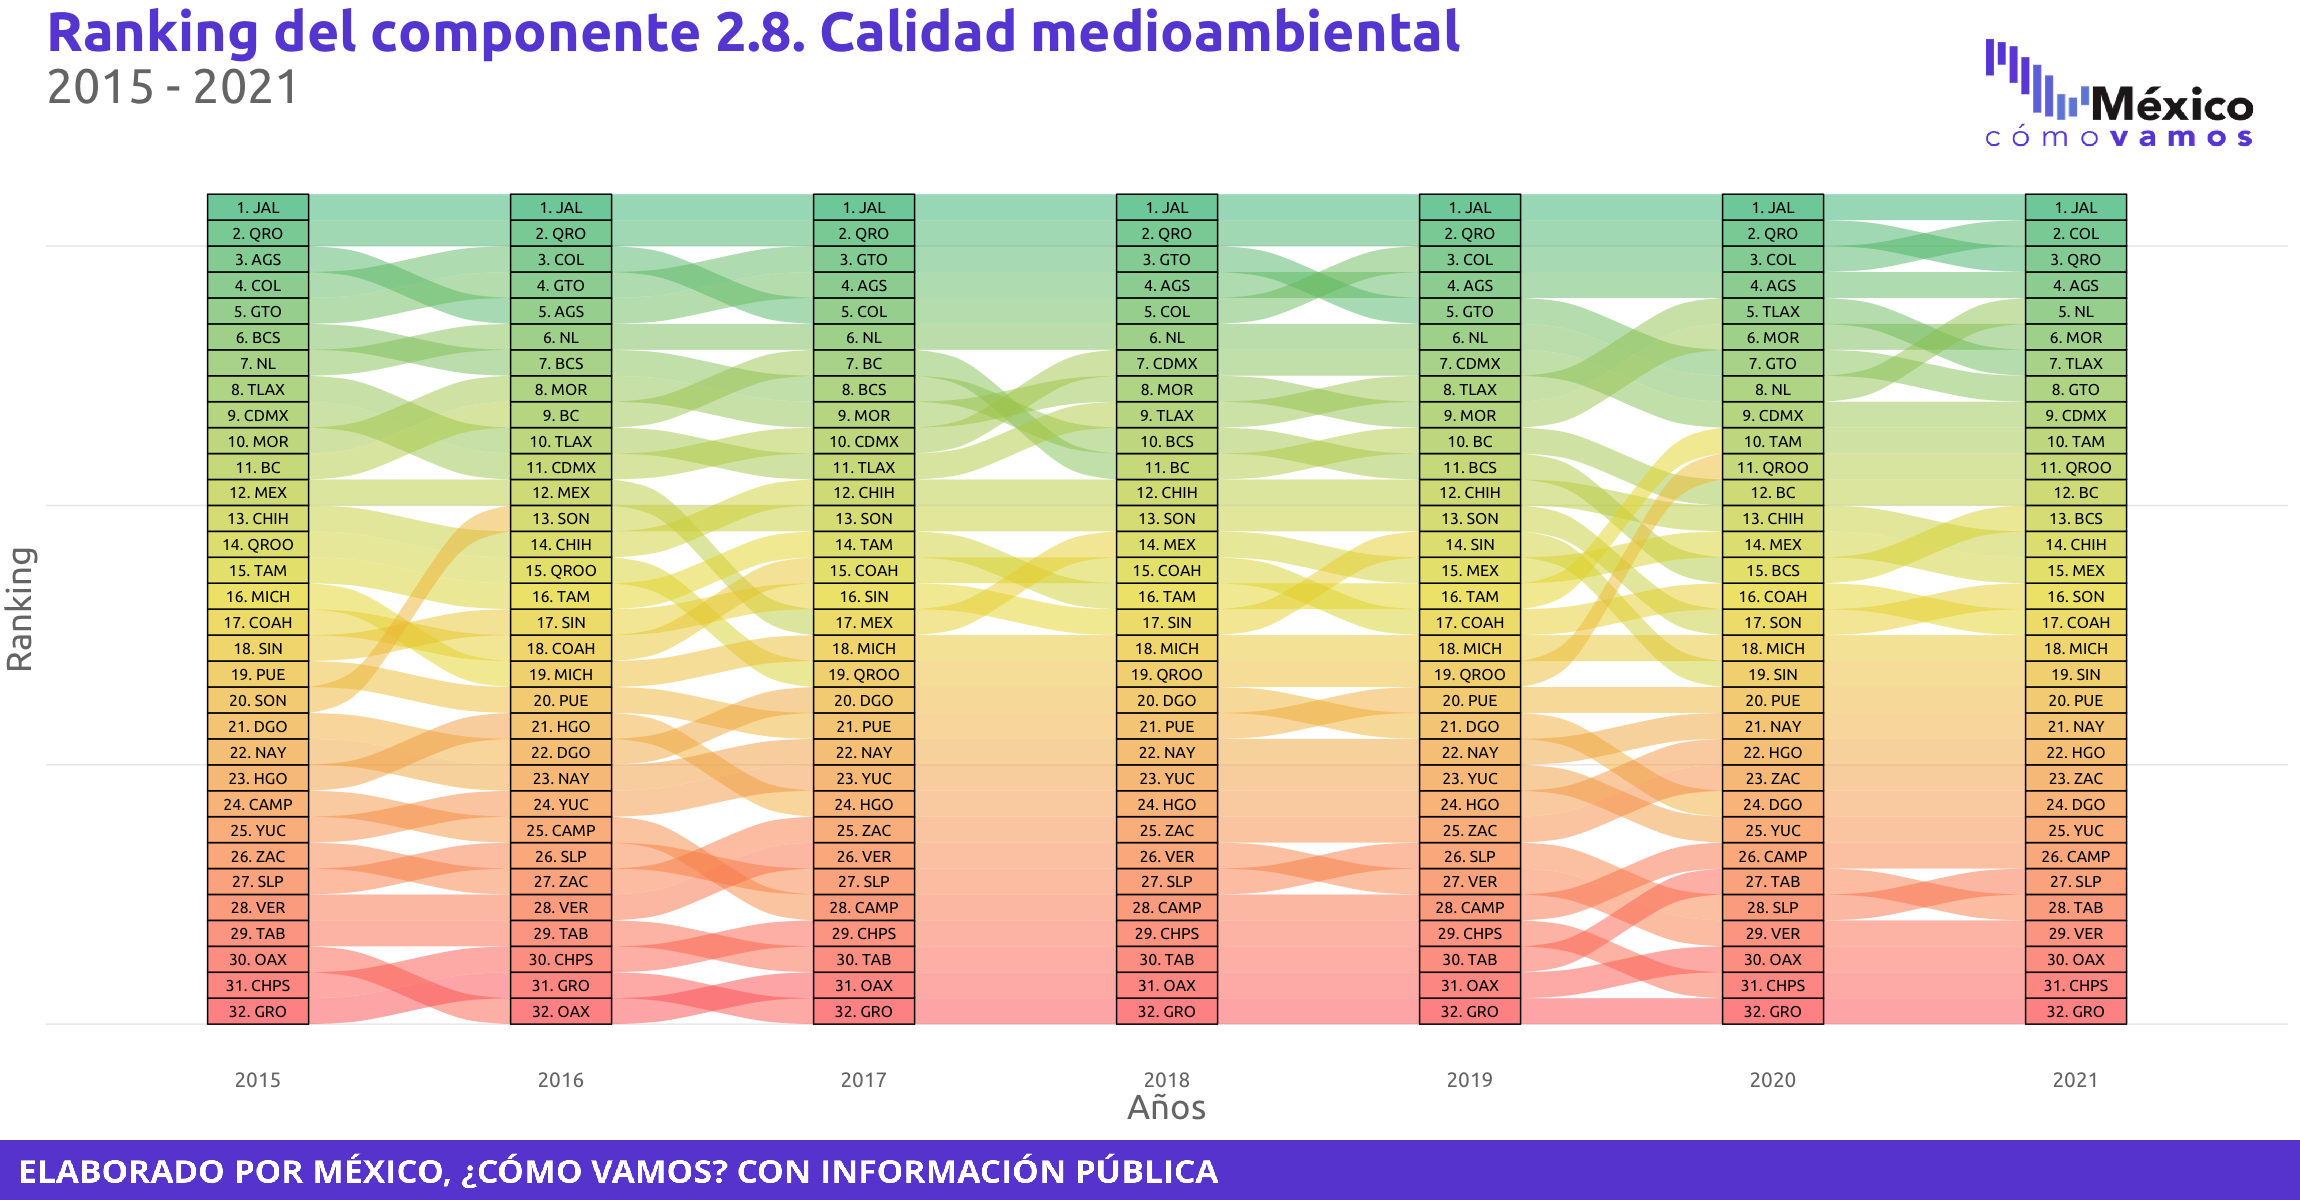 Ranking del componente 2.8. Calidad medioambiental
2015 - 2021
México
cómovamos
Ranking
1. JAL 1. JAL 1. JAL 1. JAL 1. JAL 1. JAL 1. JAL
2. QRO 2. QRO 2. QRO 2. QRO 2. QRO 2. QRO 2. COL
3. AGS 3. COL 3. GTO 3. GTO 3. COL 3. COL 3. QRO
4. COL 4. GTO 4. AGS 4. AGS 4. AGS 4. AGS 4. AGS
5. GTO 5. AGS 5. COL 5. COL 5. GTO 5. TLAX 5. NL
6. BCS 6. NL 6. NL 6. NL 6. NL 6. MOR 6. MOR
7. NL 7. BCS 7. BC 7. CDMX 7. CDMX 7. GTO 7. TLAX
8. TLAX 8. MOR 8. BCS 8. MOR 8. TLAX 8. NL 8. GTO
9. CDMX 9. BC 9. MOR 9. TLAX 9. MOR 9. CDMX 9. CDMX
10. MOR 10. TLAX 10. CDMX 10. BCS 10. BC 10. TAM 10. TAM
11. BC 11. CDMX 11. TLAX 11. BC 11. BCS 11. QROO 11. QROO
12. MEX 12. MEX 12. CHIH 12. CHIH 12. CHIH 12. BC 12. BC
13. CHIH 13. SON 13. SON 13. SON 13. SON 13. CHIH 13. BCS
14. QROO 14. CHIH 14. TAM 14. MEX 14. SIN 14. MEX 14. CHIH
15. TAM 15. QROO 15. COAH 15. COAH 15. MEX 15. BCS 15. MEX
16. MICH 16. TAM 16. SIN 16. TAM 16. TAM 16. COAH 16. SON
17. COAH 17. SIN 17. MEX 17. SIN 17. COAH 17. SON 17. COAH
18. SIN 18. COAH 18. MICH 18. MICH 18. MICH 18. MICH 18. MICH
19. PUE 19. MICH 19. QROO 19. QROO 19. QROO 19. SIN 19. SIN
20. SON 20. PUE 20. DGO 20. DGO 20. PUE 20. PUE 20. PUE
21. DGO 21. HGO 21. PUE 21. PUE 21. DGO 21. NAY 21. NAY
22. NAY 22. DGO 22. NAY 22. NAY 22. NAY 22. HGO 22. HGO
23. HGO 23. NAY 23. YUC 23. YUC 23. YUC 23. ZAC 23. ZAC
24. CAMP 24. YUC 24. HGO 24. HGO 24. HGO 24. DGO 24. DGO
25. YUC 25. CAMP 25. ZAC 25. ZAC 25. ZAC 25. YUC 25. YUC
26. ZAC 26. SLP 26. VER 26. VER 26. SLP 26. CAMP 26. CAMP
27. SLP 27. ZAC 27. SLP 27. SLP 27. VER 27. TAB 27. SLP
28. VER 28. VER 28. CAMP 28. CAMP 28. CAMP 28. SLP 28. TAB
29. TAB 29. TAB 29. CHPS 29. CHPS 29. CHPS 29. VER 29. VER
30. OAX 30. CHPS 30. TAB 30. TAB 30. TAB 30. OAX 30. OAX
31. CHPS 31. GRO 31. OAX 31. OAX 31. OAX 31. CHPS 31. CHPS
32. GRO 32. OAX 32. GRO 32. GRO 32. GRO 32. GRO 32. GRO
2015 2016 2017 2018 2019 2020 2021
Años
ELABORADO POR MÉXICO, ¿CÓMO VAMOS? CON INFORMACIÓN PÚBLICA